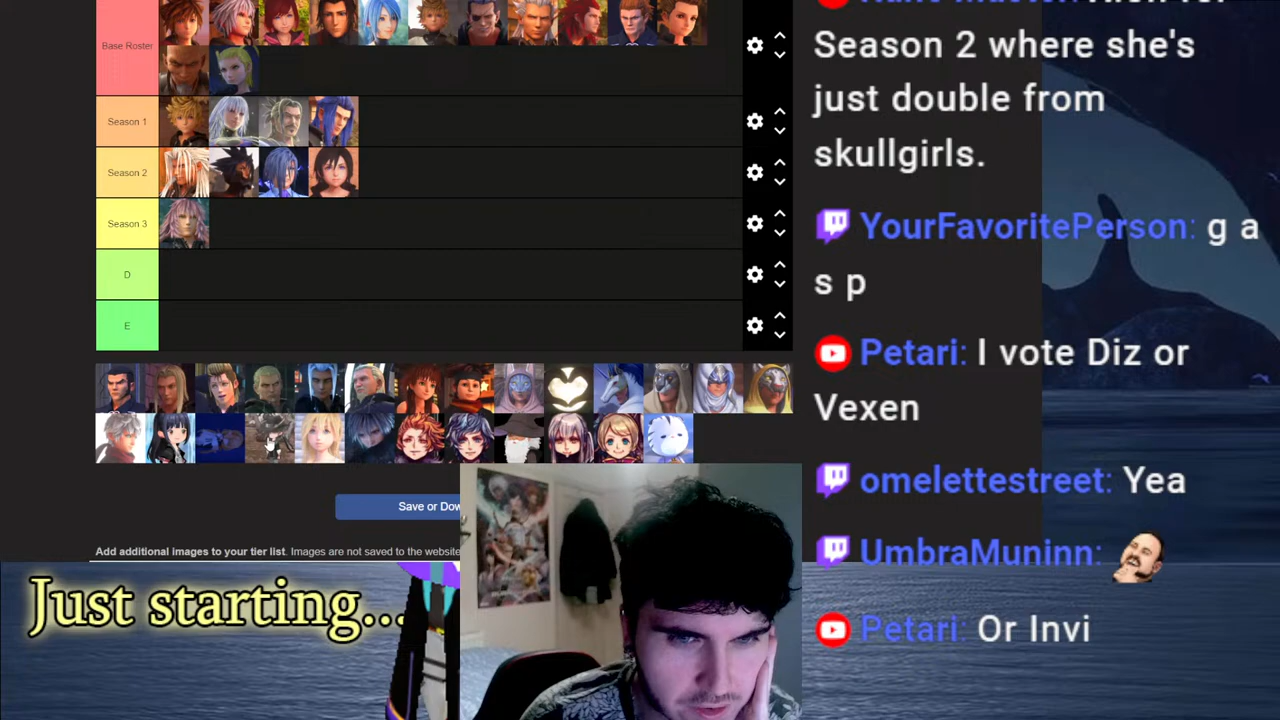 Base Roster
Season 1
Season 2
Season 3
D
E
Save or Dow
Add additional images to your tier list. Images are not saved to the website
Just starting...
Season 2 where she's
just double from
skullgirls.
YourFavoritePerson: g a
s p
Petari: I vote Diz or
Vexen
omelettestreet: Yea
UmbraMuninn:
Petari: Or Invi